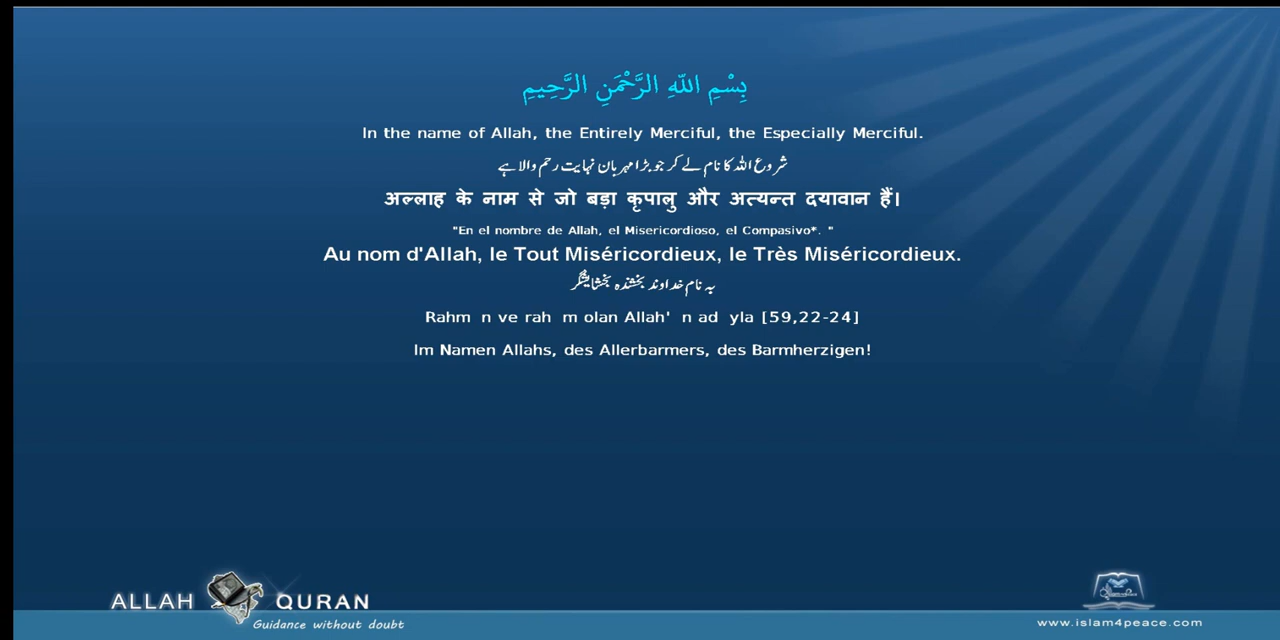 بِسْمِ اللّٰهِ الرَّحْمَنِ الرَّحِيمِ
In the name of Allah, the Entirely Merciful, the Especially Merciful.
شروع اللہ کا نام لے کر جو بڑا مہربان نہایت رحم والا ہے
अल्लाह के नाम से जो बड़ा कृपालु और अत्यन्त दयावान हैं।
"En el nombre de Allah, el Misericordioso, el Compasivo*. "
Au nom d'Allah, le Tout Miséricordieux, le Très Miséricordieux.
به نام خداوند بخشنده بخشایشگر
Rahm n ve rah m olan Allah' n ad yla [59,22-24]
Im Namen Allahs, des Allerbarmers, des Barmherzigen!
ALLAH QURAN
Guidance without doubt
www.islam4peace.com